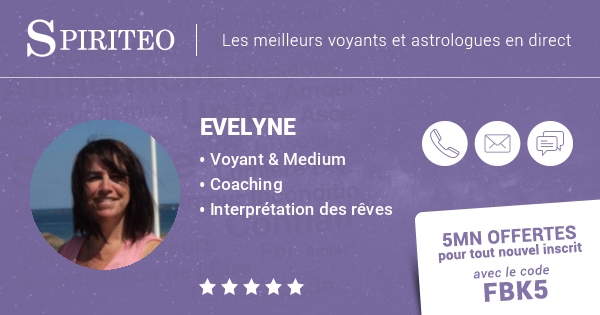 SPIRITEO
Les meilleurs voyants et astrologues en direct
EVELYNE
• Voyant & Medium
• Coaching
• Interprétation des rêves
5MN OFFERTES
pour tout nouvel inscrit
avec le code
FBK5